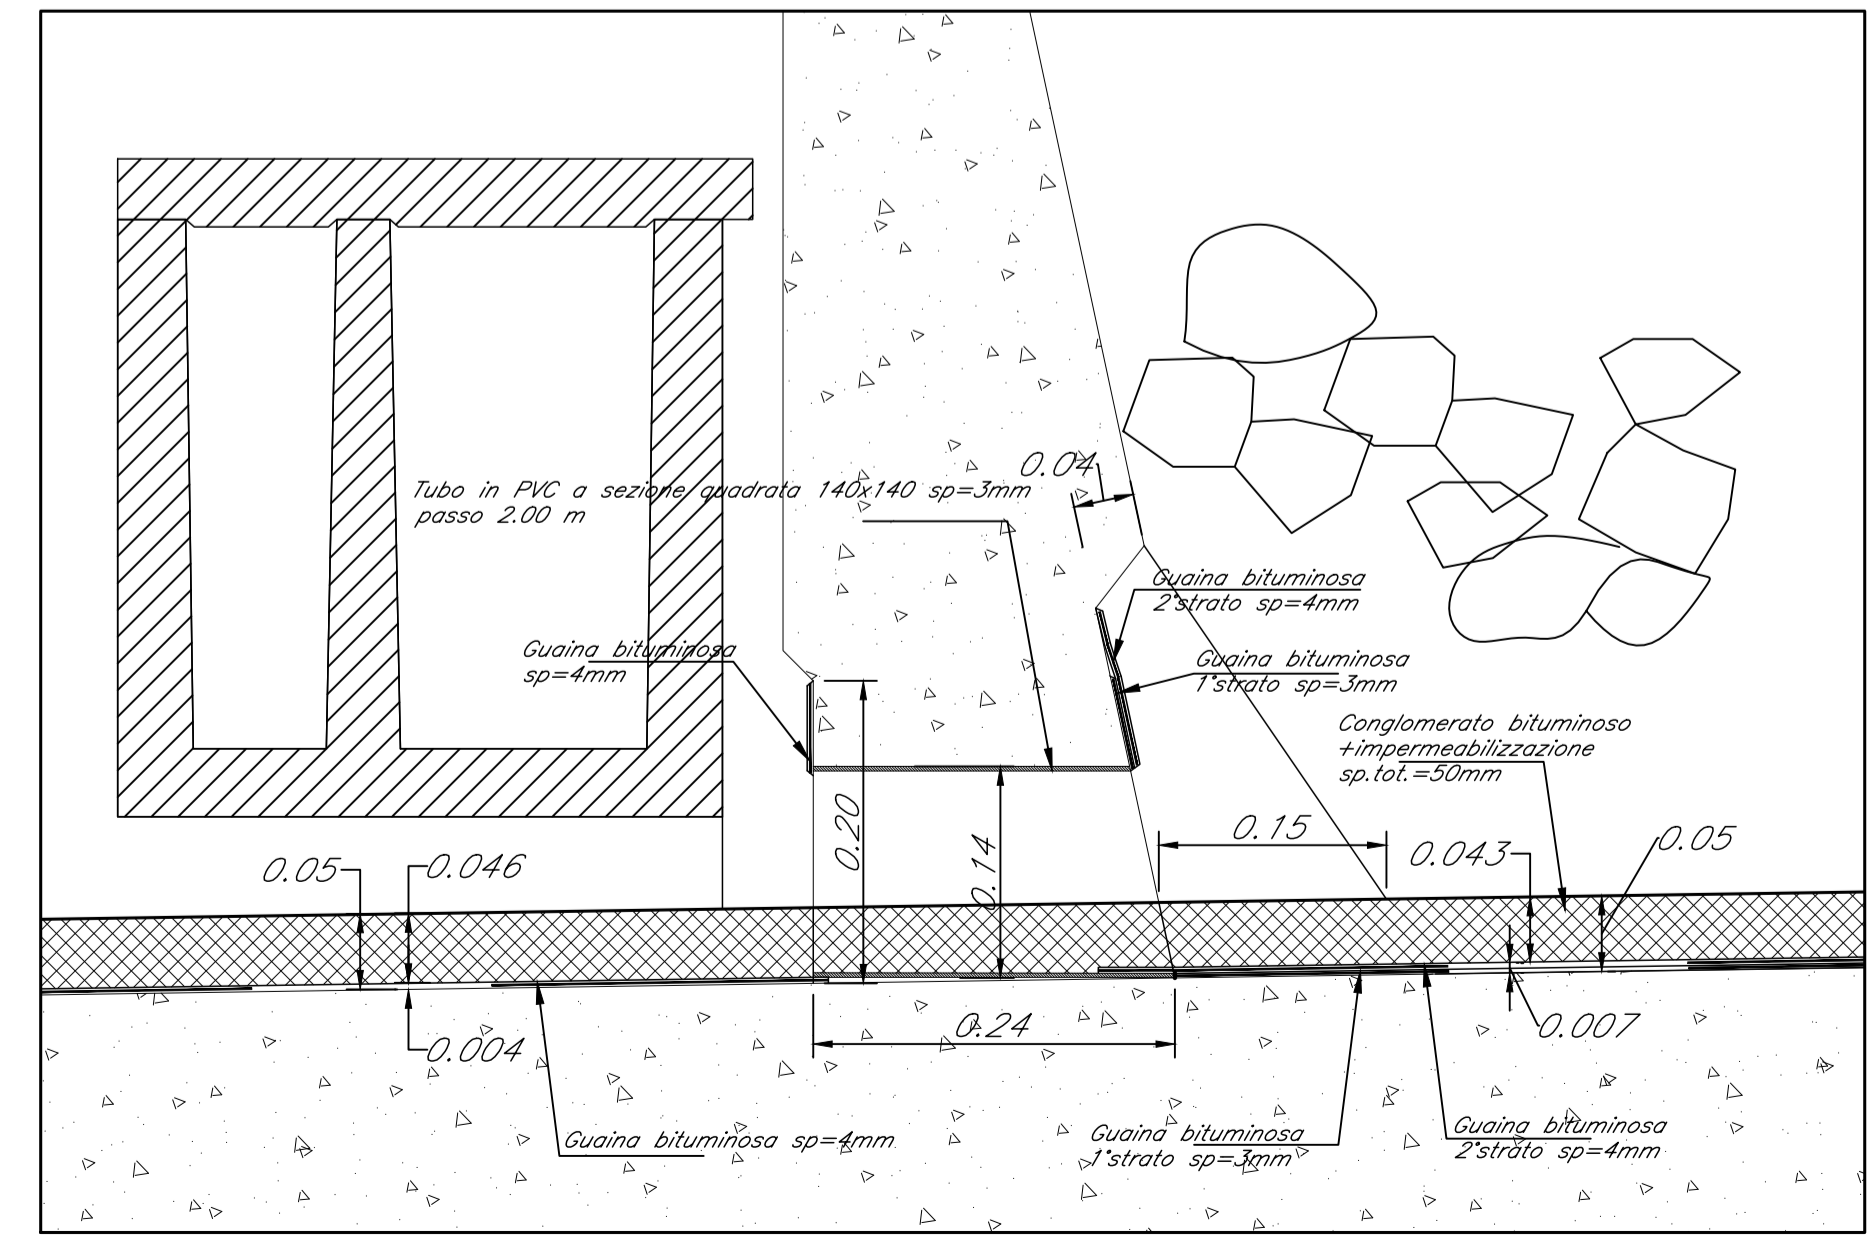 0.04
Tubo in PVC a sezione quadrata 140x140 sp=3mm
passo 2.00 m
Guaina bituminosa
2°strato sp=4mm
Guaina bituminosa
sp=4mm
Guaina bituminosa
1°strato sp=3mm
Conglomerato bituminoso
+impermeabilizzazione
sp.tot.=50mm
0.20
0.14
0.15
0.043
0.05
0.05
0.046
0.004
0.24
0.007
Guaina bituminosa sp=4mm
Guaina bituminosa
1°strato sp=3mm
Guaina bituminosa
2°strato sp=4mm